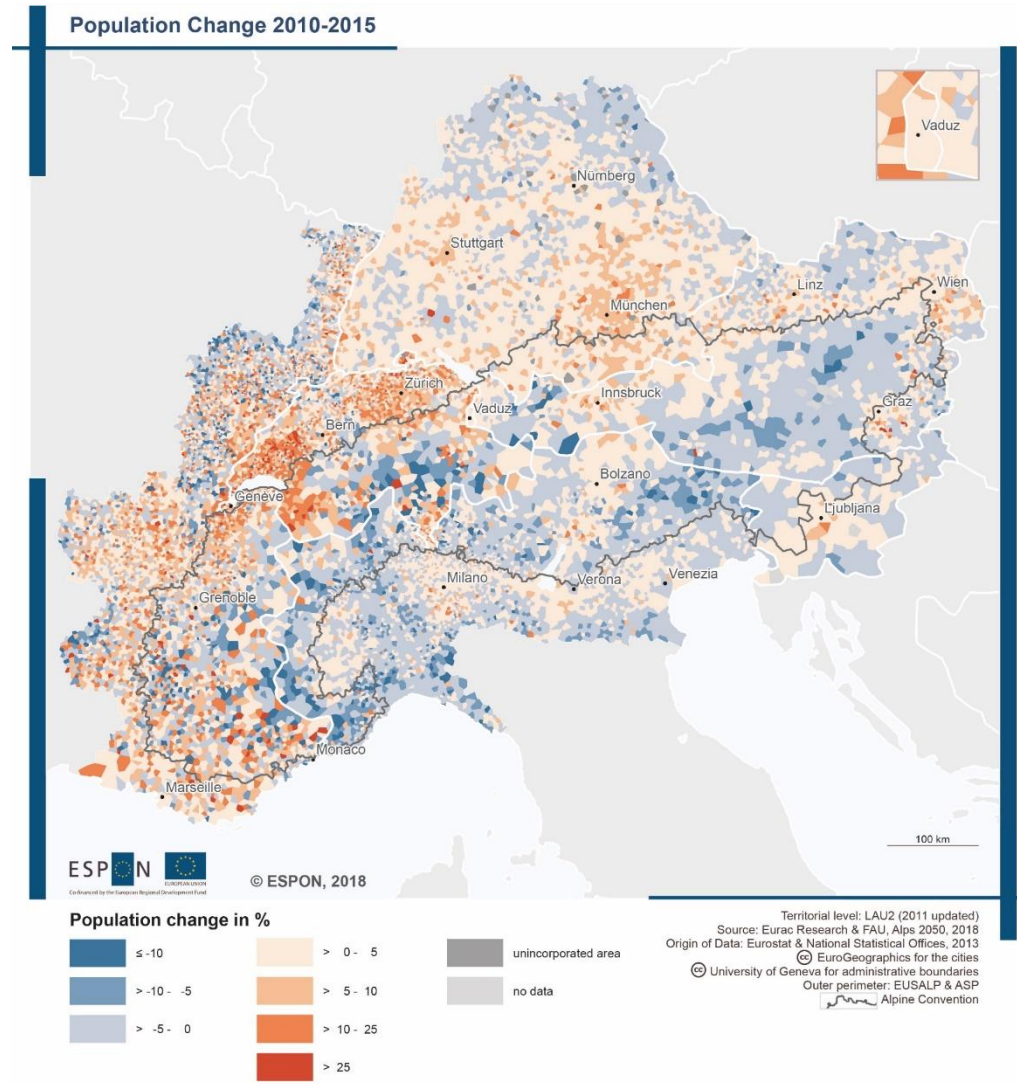 Population Change 2010-2015
Vaduz
Nürnberg
Stuttgart
Linz
Wien
München
Zürich
Innsbruck
Vaduz
Bern
Graz
Bolzano
Genéve
Ljubljana
Milano
Verona
Venezia
Grenoble
Monaco
Marseille
100 km
ESPON
EUROPEAN UNION
Co-financed by the European Regional Development Fund
© ESPON, 2018
Population change in %
≤ -10
> -10 - -5
> -5 - 0
> 0 - 5
> 5 - 10
> 10 - 25
> 25
unincorporated area
no data
Territorial level: LAU2 (2011 updated)
Source: Eurac Research & FAU, Alps 2050, 2018
Origin of Data: Eurostat & National Statistical Offices, 2013
cc EuroGeographics for the cities
cc University of Geneva for administrative boundaries
Outer perimeter: EUSALP & ASP
Alpine Convention